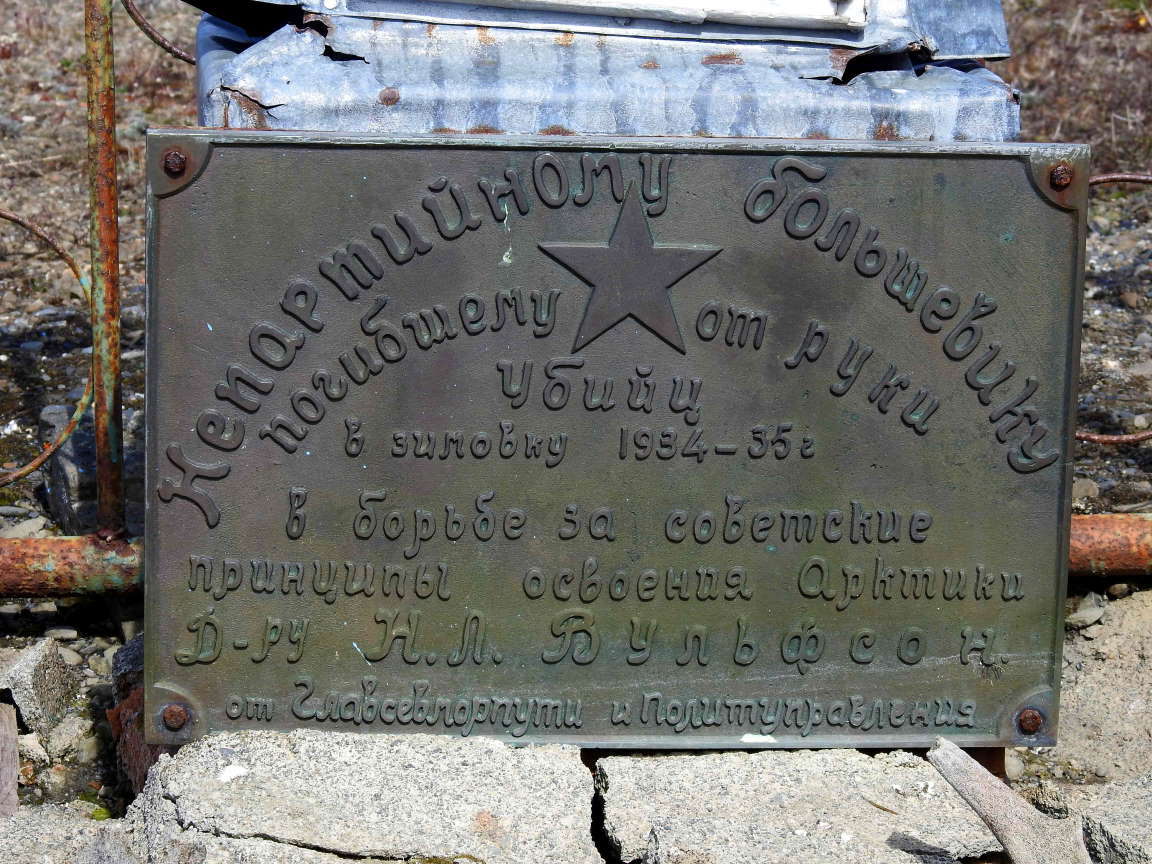 Непартийному большевику
погибшему от руки
Убийц
в зимовку 1934-35г
в борьбе за советские
принципы освоения Арктики
Д-ру Н.Л. Вульфсон.
от Главсевморпути и Политуправления